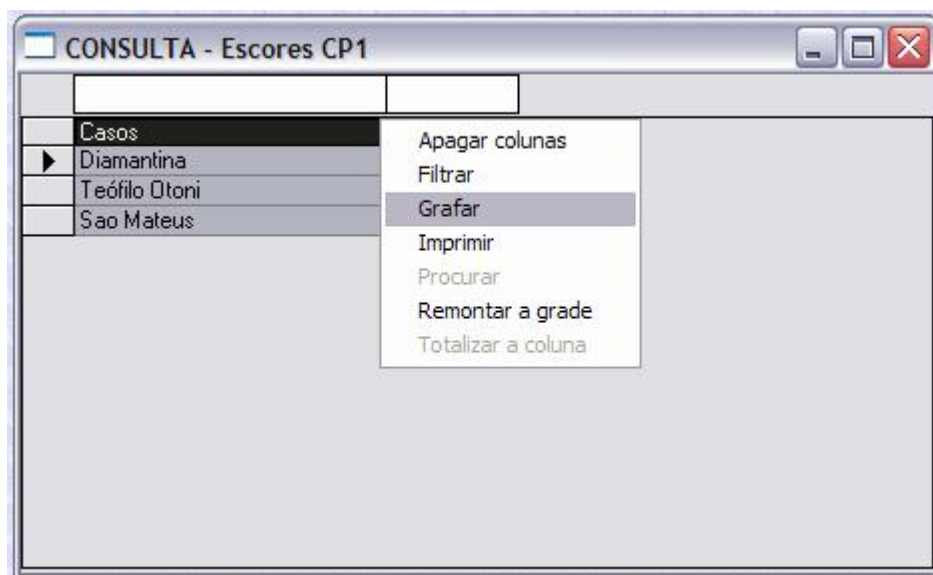 CONSULTA - Escores CP1
Casos
Diamantina
Teófilo Otoni
Sao Mateus
Apagar colunas
Filtrar
Grafar
Imprimir
Procurar
Remontar a grade
Totalizar a coluna